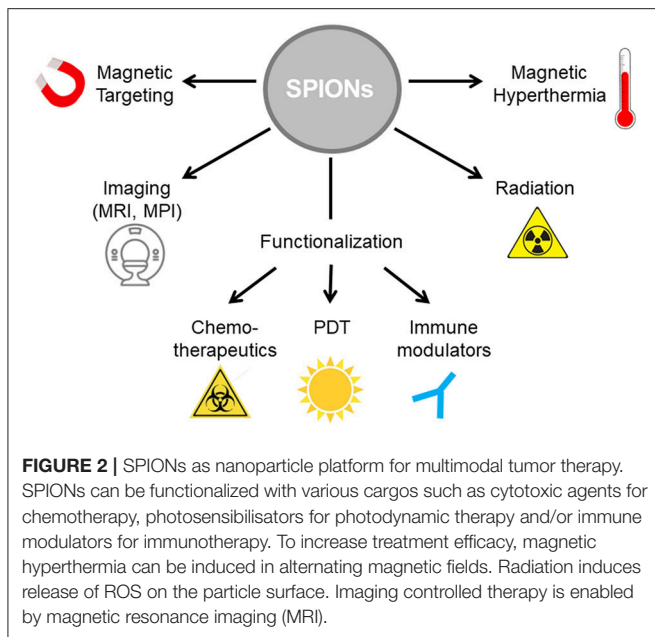 SPIONs
Magnetic
Targeting
Magnetic
Hyperthermia
Imaging
(MRI, MPI)
Radiation
Functionalization
Chemo-
therapeutics
PDT
Immune
modulators
FIGURE 2 | SPIONs as nanoparticle platform for multimodal tumor therapy.
SPIONs can be functionalized with various cargos such as cytotoxic agents for
chemotherapy, photosensibilisators for photodynamic therapy and/or immune
modulators for immunotherapy. To increase treatment efficacy, magnetic
hyperthermia can be induced in alternating magnetic fields. Radiation induces
release of ROS on the particle surface. Imaging controlled therapy is enabled
by magnetic resonance imaging (MRI).